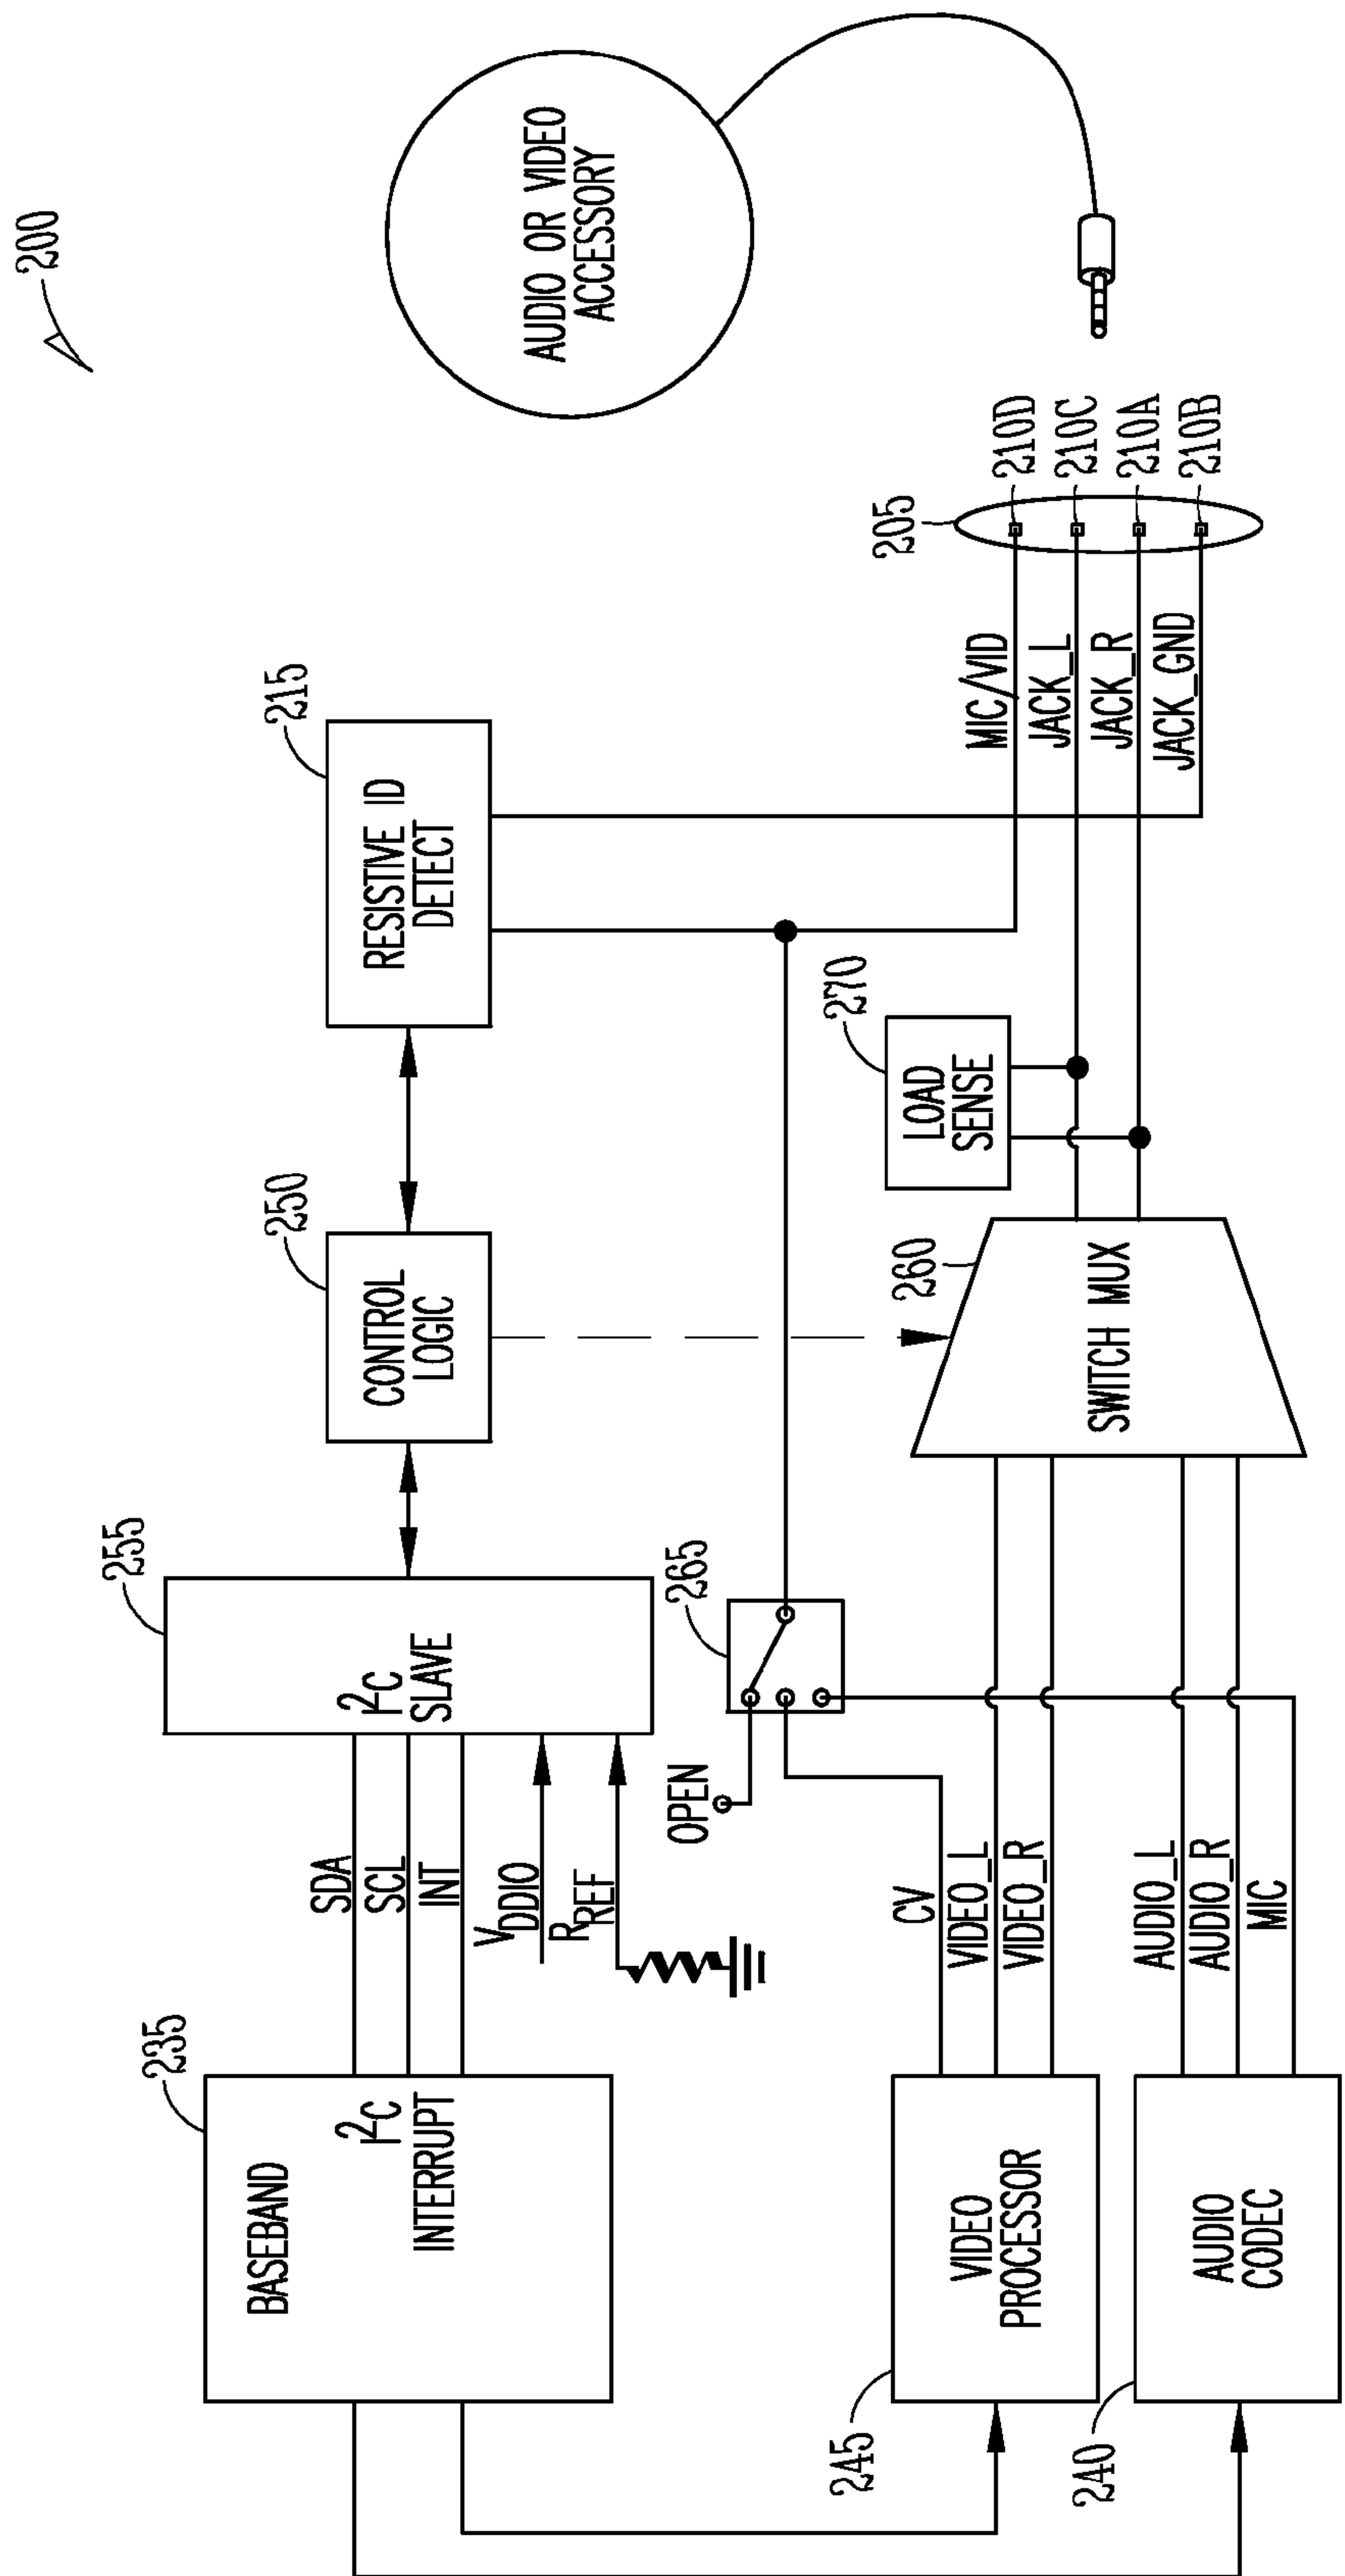 200
235
BASEBAND
I2C
INTERRUPT
SDA
SCL
INT
VDDIO
RREF
255
I2C
SLAVE
250
CONTROL
LOGIC
215
RESISTIVE ID
DETECT
AUDIO OR VIDEO
ACCESSORY
OPEN
265
270
LOAD
SENSE
205
210D
210C
210A
210B
MIC/VID
JACK_L
JACK_R
JACK_GND
260
SWITCH MUX
CV
VIDEO_L
VIDEO_R
AUDIO_L
AUDIO_R
MIC
245
VIDEO
PROCESSOR
240
AUDIO
CODEC